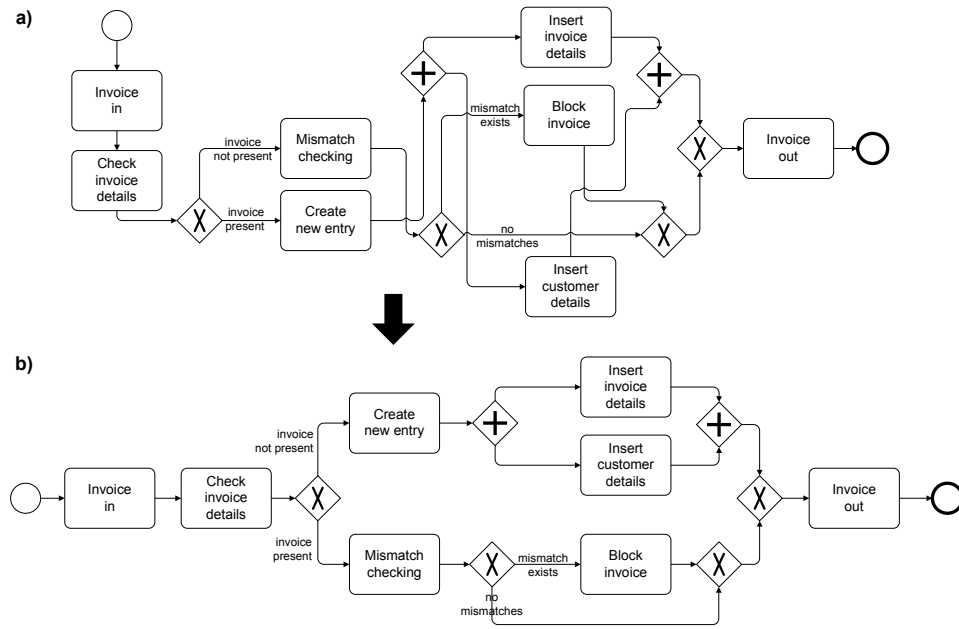 a)
Invoice
in
Check
invoice
details
invoice
not present
invoice
present
Mismatch
checking
Create
new entry
Insert
invoice
details
mismatch
exists
Block
invoice
no
mismatches
Insert
customer
details
Invoice
out
b)
Invoice
in
Check
invoice
details
invoice
not present
invoice
present
Create
new entry
Insert
invoice
details
Insert
customer
details
Mismatch
checking
mismatch
exists
no
mismatches
Block
invoice
Invoice
out